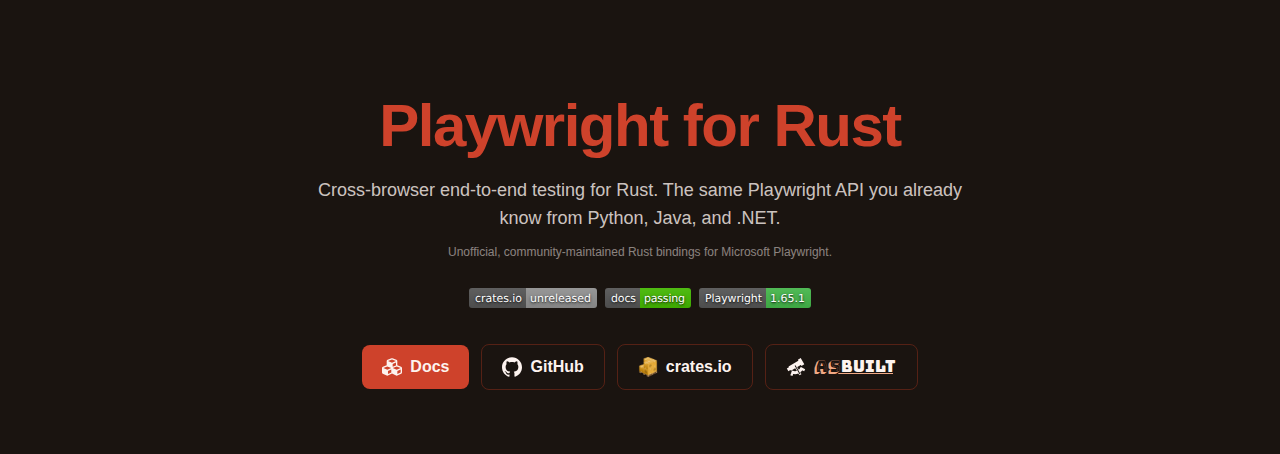 Playwright for Rust
Cross-browser end-to-end testing for Rust. The same Playwright API you already
know from Python, Java, and .NET.
Unofficial, community-maintained Rust bindings for Microsoft Playwright.
crates.io unreleased docs passing Playwright 1.65.1
Docs GitHub crates.io ASBUILT